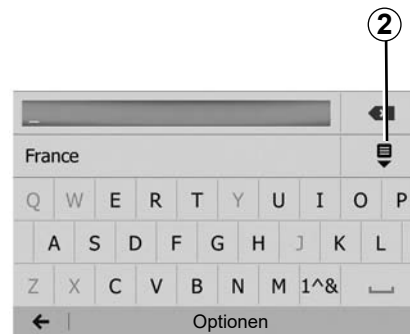 2
_
France
Q W E R T Y U I O P
A S D F G H J K L
Z X C V B N M 1^&
Optionen